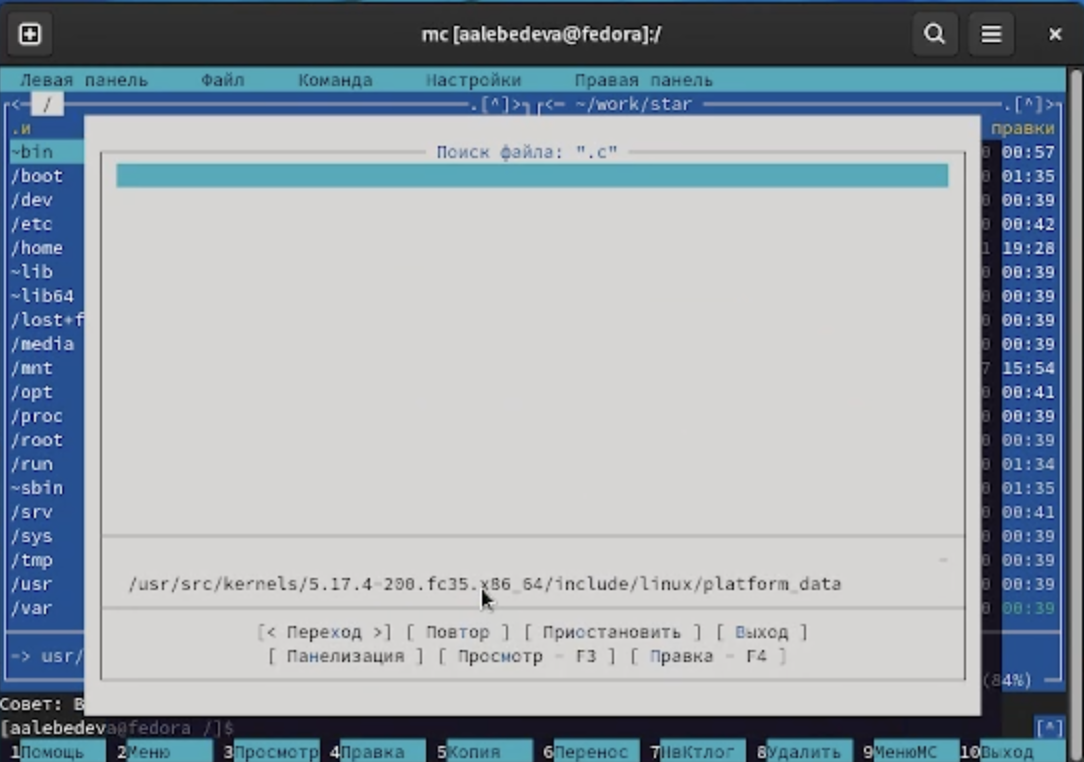 mc [aalebedeva@fedora]:/
Левая панель Файл Команда Настройки Правая панель
<- / .[^]> <- ~/work/star .[^]>
.и правки
~bin 00:57
/boot 01:35
/dev 00:39
/etc 00:42
/home 19:28
~lib 00:39
~lib64 00:39
/lost+f 00:39
/media 00:39
/mnt 15:54
/opt 00:41
/proc 00:39
/root 00:39
/run 01:34
~sbin 01:35
/srv 00:41
/sys 00:39
/tmp 00:39
/usr 00:39
/var 00:39
-> usr/
(84%)
Поиск файла: ".c"
/usr/src/kernels/5.17.4-200.fc35.x86_64/include/linux/platform_data
[< Переход >] [ Повтор ] [ Приостановить ] [ Выход ]
[ Панелизация ] [ Просмотр - F3 ] [ Правка - F4 ]
Совет: В
[aalebedeva@fedora /]$ [^]
1Помощь 2Меню 3Просмотр 4Правка 5Копия 6Перенос 7НвКтлог 8Удалить 9МенюМС 10Выход